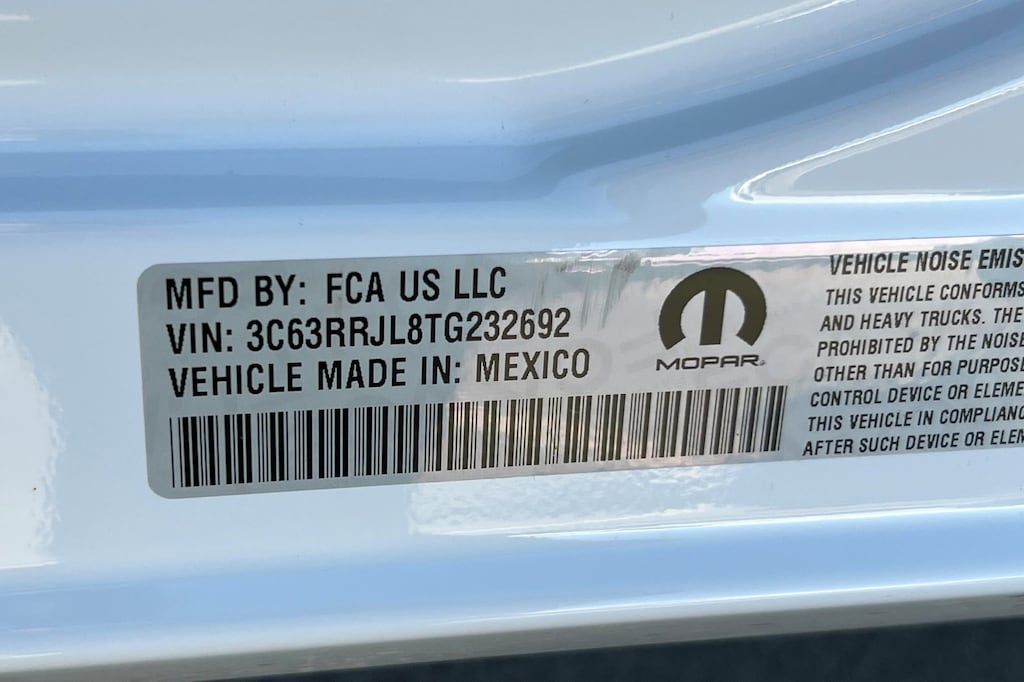 MFD BY: FCA US LLC
VIN: 3C63RRJL8TG232692
VEHICLE MADE IN: MEXICO
MOPAR
VEHICLE NOISE EMIS
THIS VEHICLE CONFORMS
AND HEAVY TRUCKS. THE
PROHIBITED BY THE NOISE
OTHER THAN FOR PURPOSE
CONTROL DEVICE OR ELEME
THIS VEHICLE IN COMPLIANC
AFTER SUCH DEVICE OR ELEM